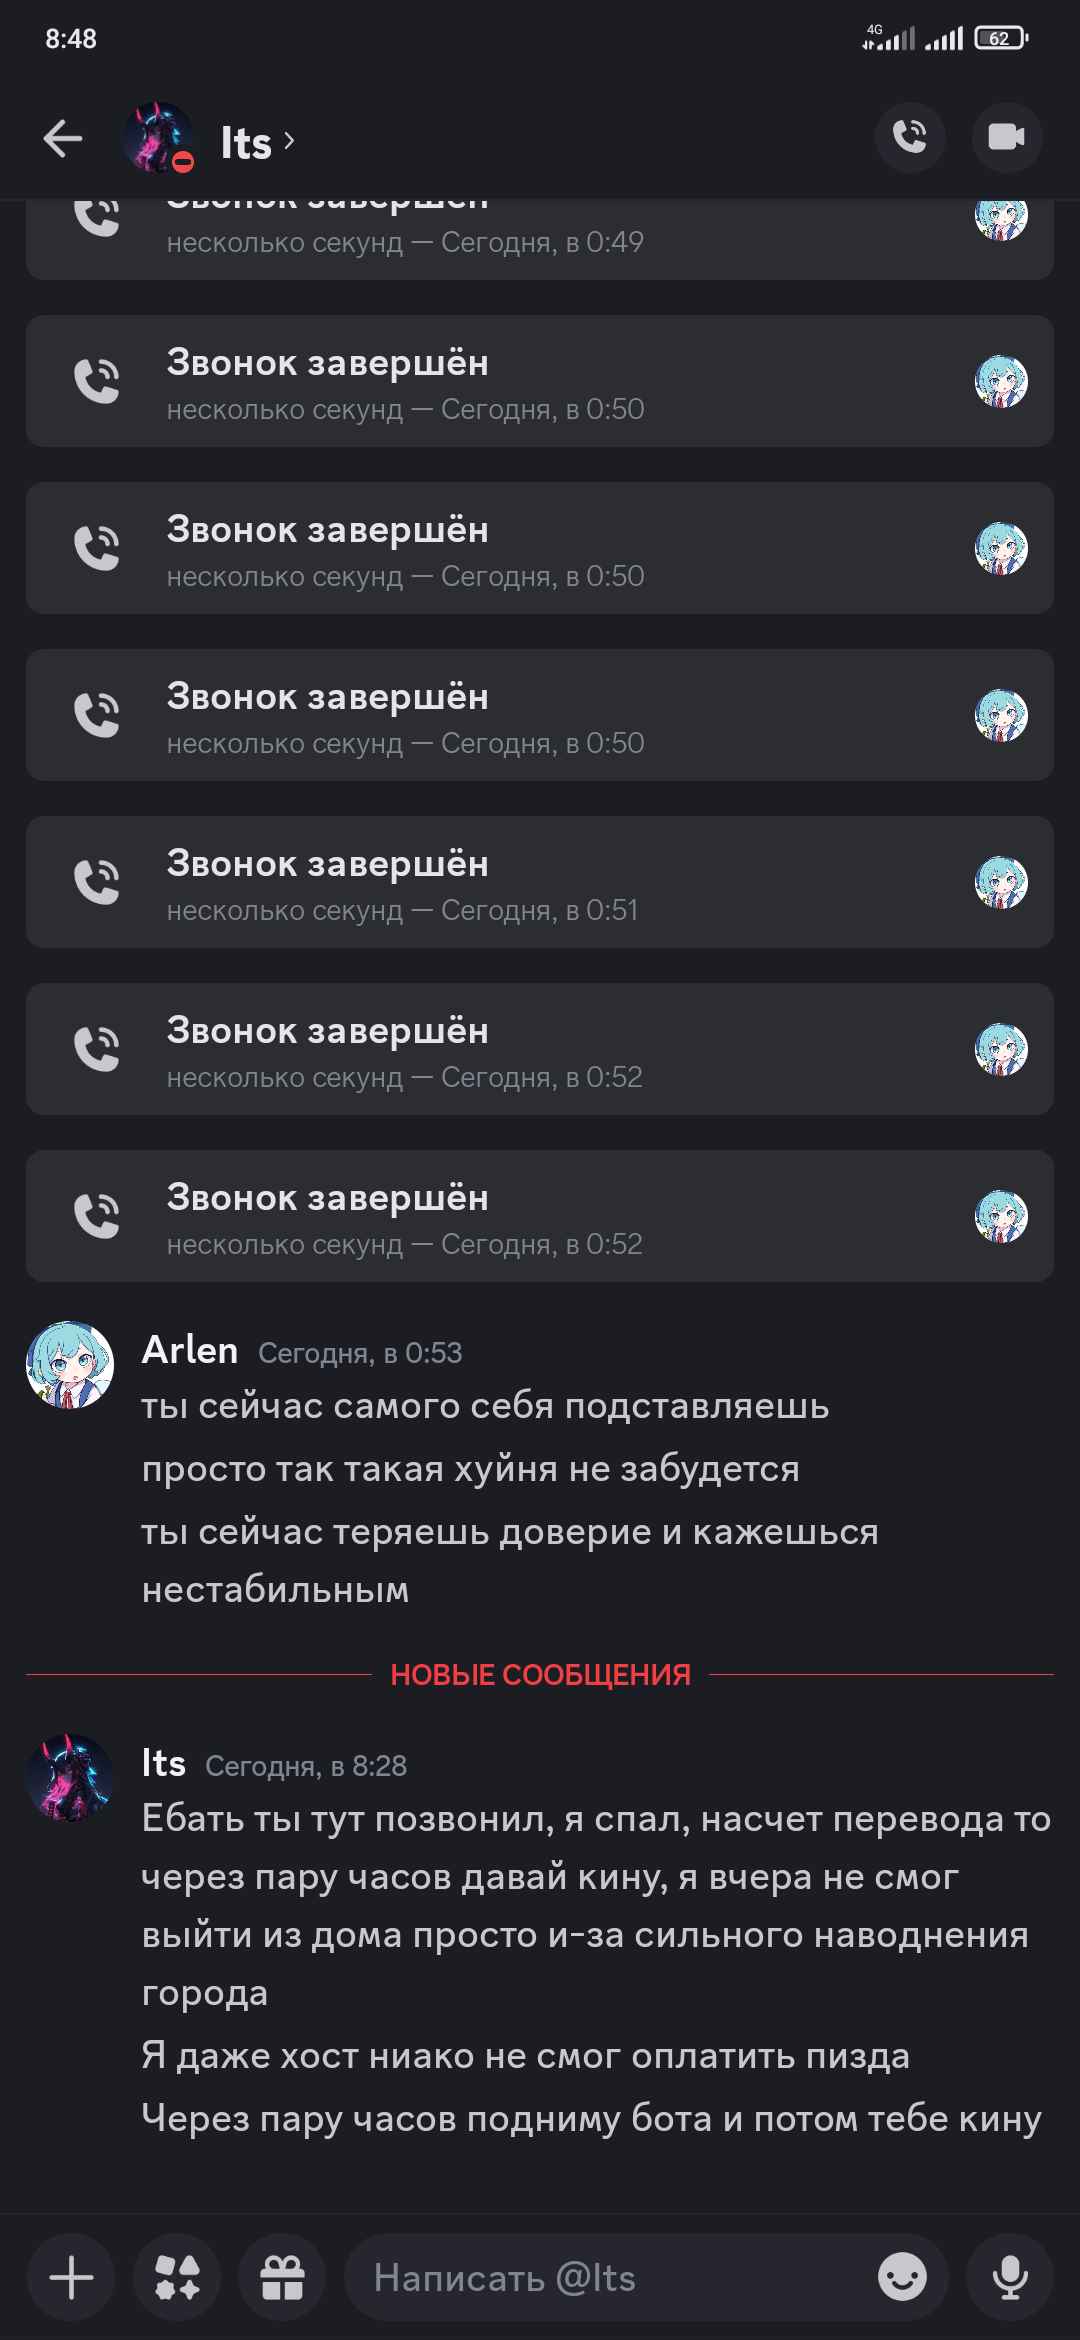 8:48
4G
62
Its
Звонок завершён
несколько секунд — Сегодня, в 0:49
Звонок завершён
несколько секунд — Сегодня, в 0:50
Звонок завершён
несколько секунд — Сегодня, в 0:50
Звонок завершён
несколько секунд — Сегодня, в 0:50
Звонок завершён
несколько секунд — Сегодня, в 0:51
Звонок завершён
несколько секунд — Сегодня, в 0:52
Звонок завершён
несколько секунд — Сегодня, в 0:52
Arlen Сегодня, в 0:53
ты сейчас самого себя подставляешь
просто так такая хуйня не забудется
ты сейчас теряешь доверие и кажешься
нестабильным
НОВЫЕ СООБЩЕНИЯ
Its Сегодня, в 8:28
Ебать ты тут позвонил, я спал, насчет перевода то
через пару часов давай кину, я вчера не смог
выйти из дома просто и-за сильного наводнения
города
Я даже хост ниако не смог оплатить пизда
Через пару часов подниму бота и потом тебе кину
Написать @Its